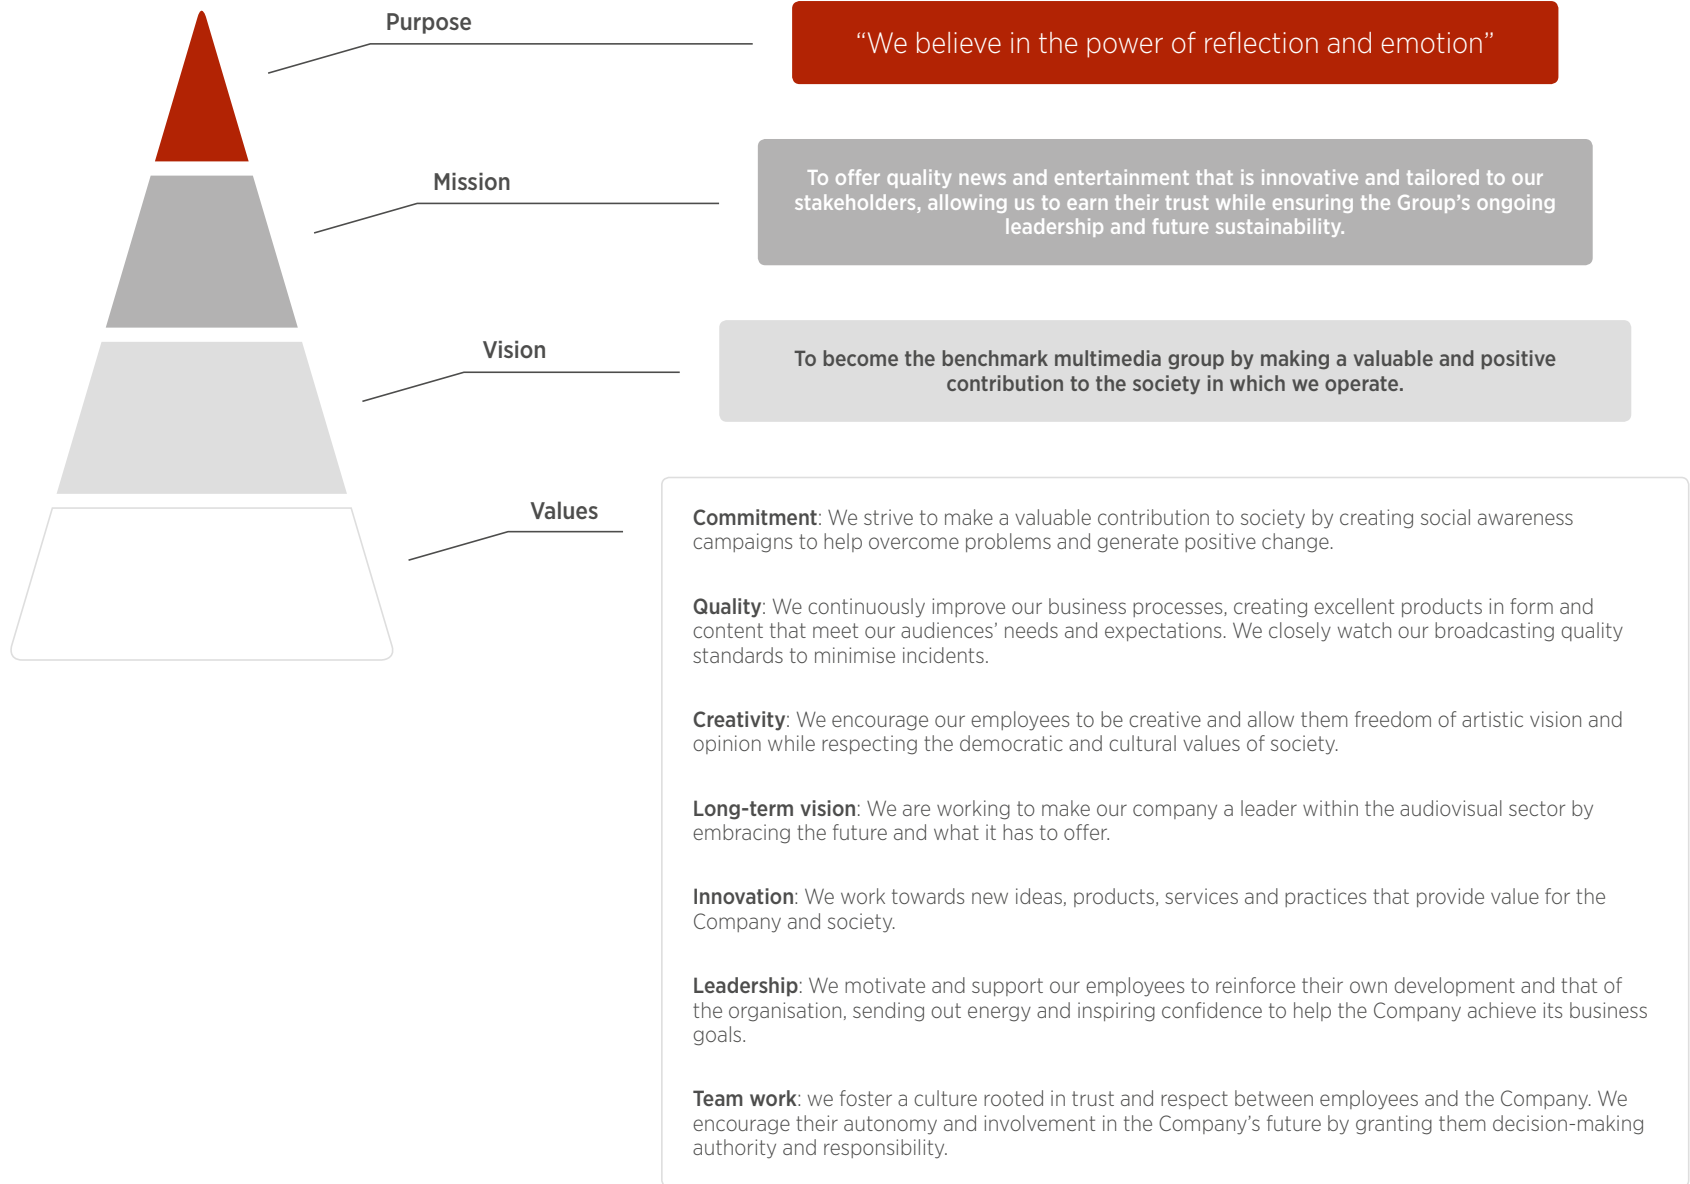 Purpose
“We believe in the power of reflection and emotion”
Mission
To offer quality news and entertainment that is innovative and tailored to our
stakeholders, allowing us to earn their trust while ensuring the Group’s ongoing
leadership and future sustainability.
Vision
To become the benchmark multimedia group by making a valuable and positive
contribution to the society in which we operate.
Values
Commitment: We strive to make a valuable contribution to society by creating social awareness
campaigns to help overcome problems and generate positive change.
Quality: We continuously improve our business processes, creating excellent products in form and
content that meet our audiences’ needs and expectations. We closely watch our broadcasting quality
standards to minimise incidents.
Creativity: We encourage our employees to be creative and allow them freedom of artistic vision and
opinion while respecting the democratic and cultural values of society.
Long-term vision: We are working to make our company a leader within the audiovisual sector by
embracing the future and what it has to offer.
Innovation: We work towards new ideas, products, services and practices that provide value for the
Company and society.
Leadership: We motivate and support our employees to reinforce their own development and that of
the organisation, sending out energy and inspiring confidence to help the Company achieve its business
goals.
Team work: we foster a culture rooted in trust and respect between employees and the Company. We
encourage their autonomy and involvement in the Company’s future by granting them decision-making
authority and responsibility.